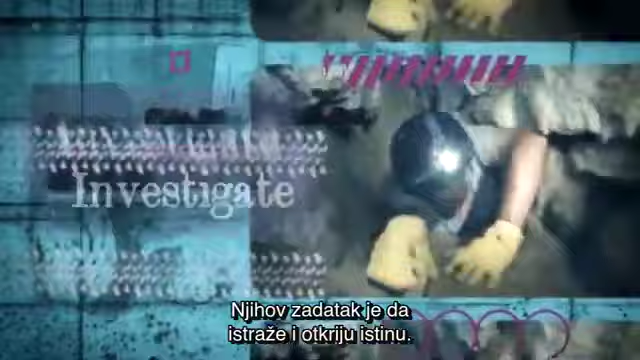 Investigate
Njihov zadatak je da
istraže i otkriju istinu.